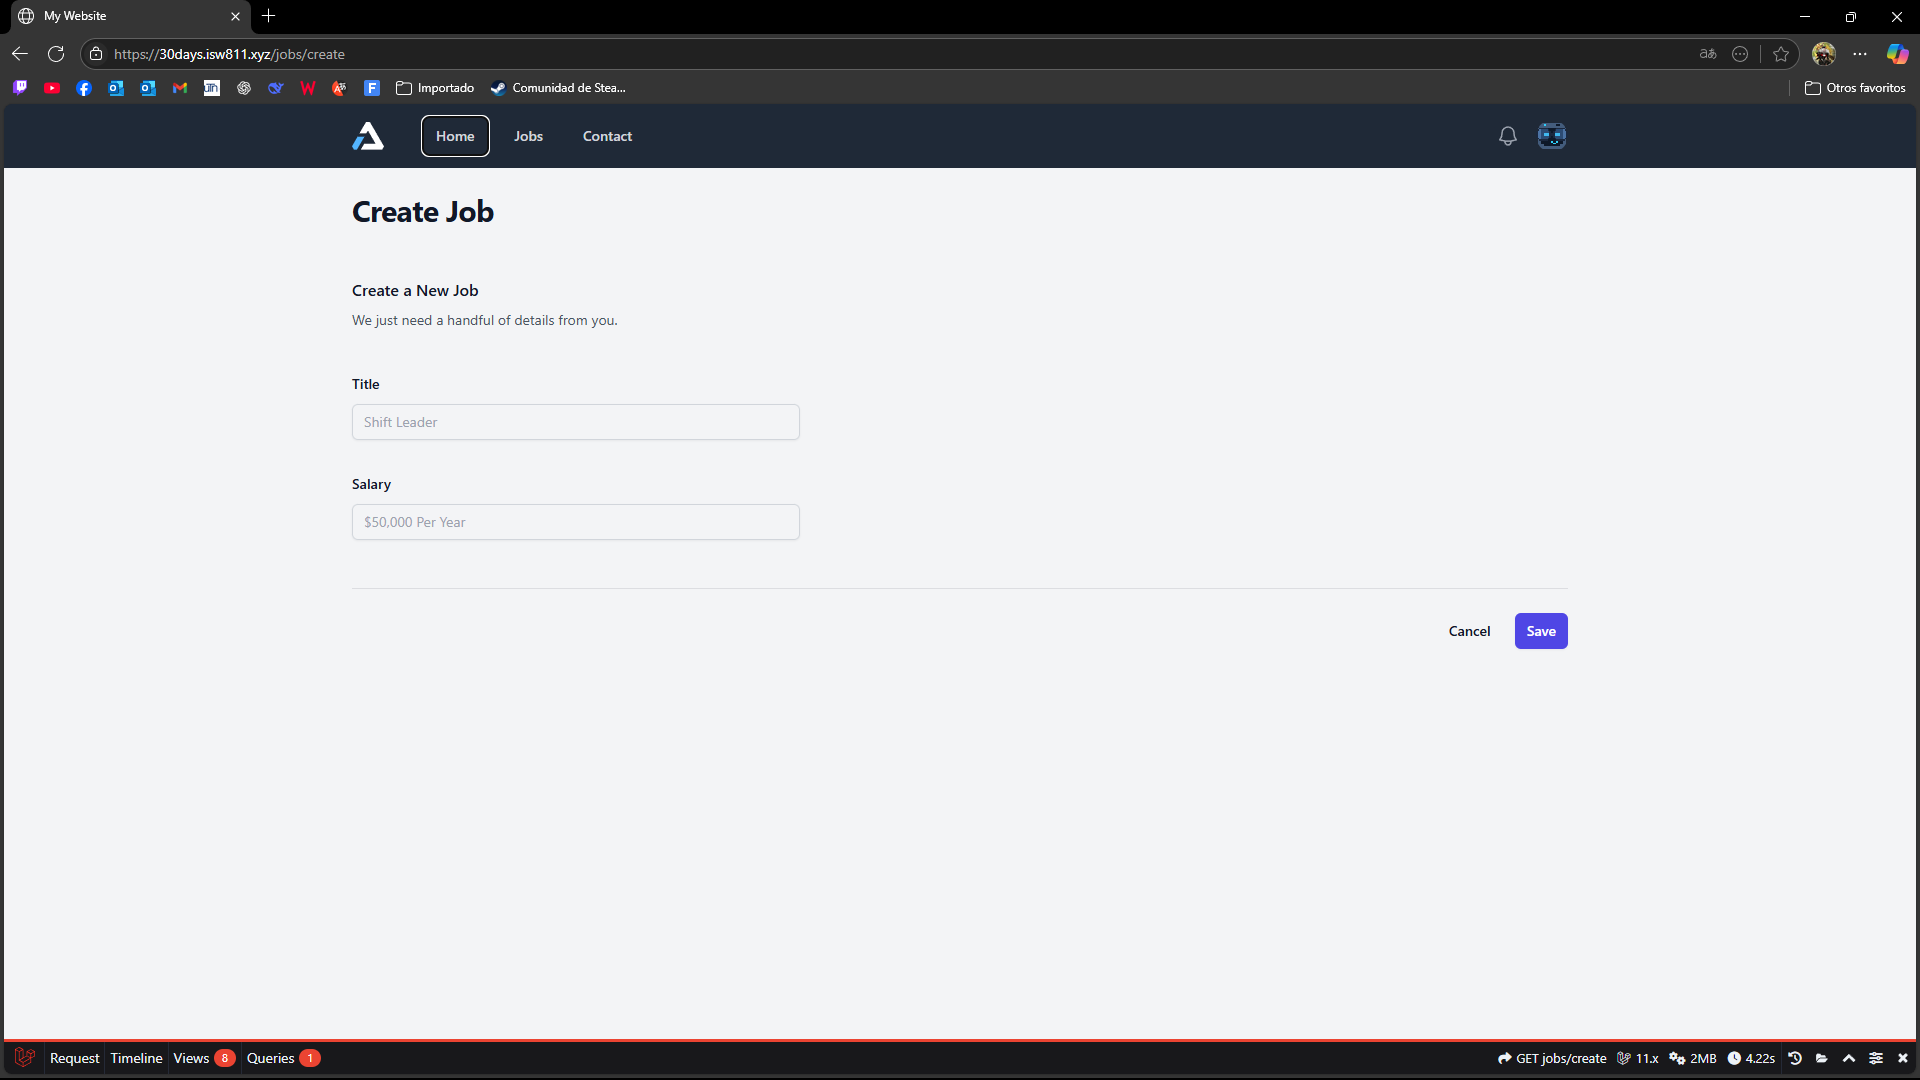 My Website
https://30days.isw811.xyz/jobs/create
Importado
Comunidad de Stea...
Otros favoritos
Home
Jobs
Contact
Create Job
Create a New Job
We just need a handful of details from you.
Title
Shift Leader
Salary
$50,000 Per Year
Cancel
Save
Request
Timeline
Views 8
Queries 1
GET jobs/create
11.x
2MB
4.22s